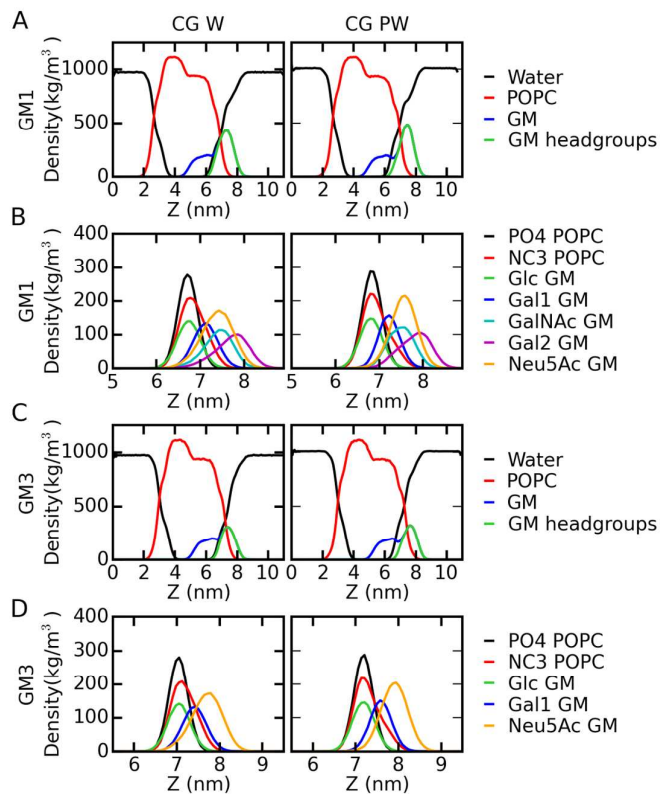 A
CG W
CG PW
GM1
Density(kg/m³)
1000
500
0
0 2 4 6 8 10
0 2 4 6 8 10
Z (nm)
Z (nm)
Water
POPC
GM
GM headgroups
B
GM1
Density(kg/m³)
400
300
200
100
0
5 6 7 8
5 6 7 8
Z (nm)
Z (nm)
PO4 POPC
NC3 POPC
Glc GM
Gal1 GM
GalNAc GM
Gal2 GM
Neu5Ac GM
C
GM3
Density(kg/m³)
1000
500
0
0 2 4 6 8 10
0 2 4 6 8 10
Z (nm)
Z (nm)
Water
POPC
GM
GM headgroups
D
GM3
Density(kg/m³)
400
300
200
100
0
6 7 8 9
6 7 8 9
Z (nm)
Z (nm)
PO4 POPC
NC3 POPC
Glc GM
Gal1 GM
Neu5Ac GM